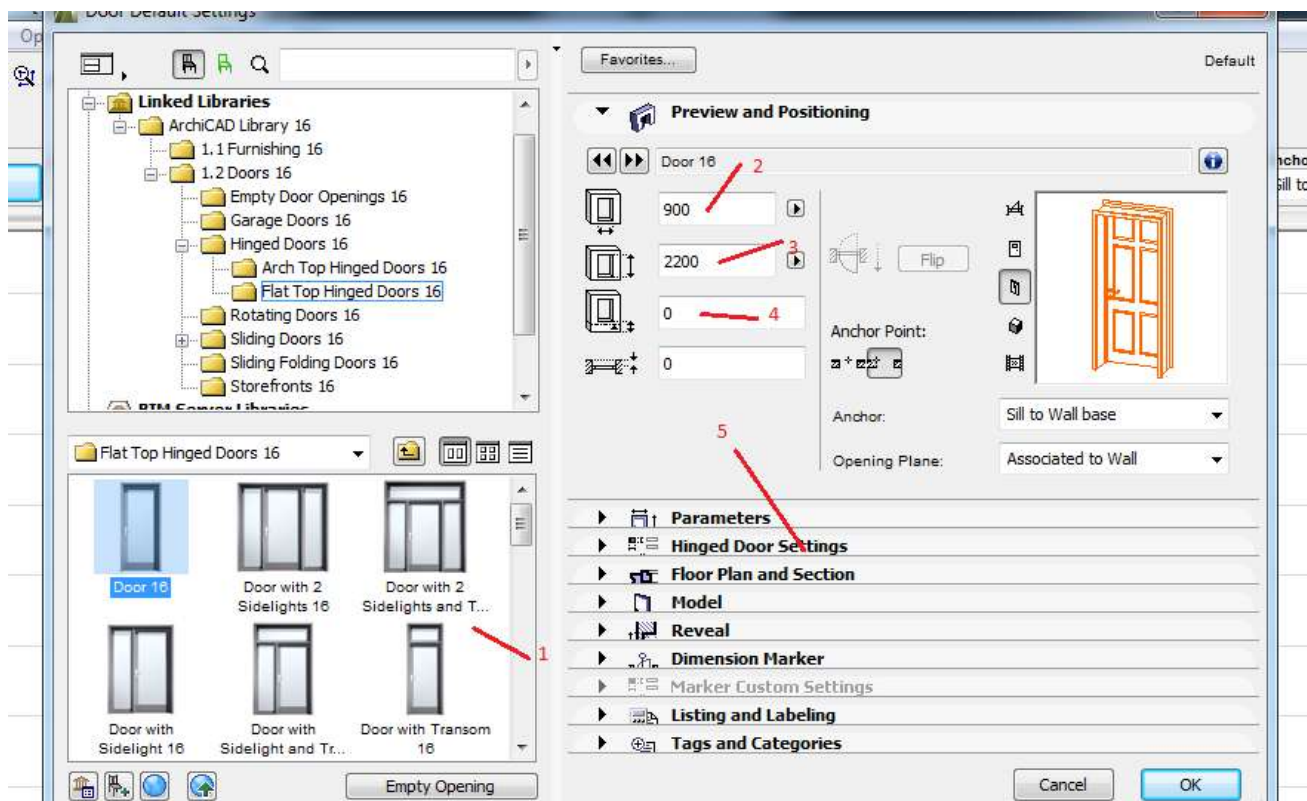 Door Default Settings
Op
Linked Libraries
ArchiCAD Library 16
1.1 Furnishing 16
1.2 Doors 16
Empty Door Openings 16
Garage Doors 16
Hinged Doors 16
Arch Top Hinged Doors 16
Flat Top Hinged Doors 16
Rotating Doors 16
Sliding Doors 16
Sliding Folding Doors 16
Storefronts 16
BIM Server Libraries
Flat Top Hinged Doors 16
Door 16
Door with 2
Sidelights 16
Door with 2
Sidelights and T...
1
Door with
Sidelight 16
Door with
Sidelight and Tr...
Door with Transom
16
Empty Opening
Favorites...
Default
Preview and Positioning
Door 16
2
900
3
2200
Flip
0
4
Anchor Point:
0
Anchor:
Sill to Wall base
5
Opening Plane:
Associated to Wall
Parameters
Hinged Door Settings
Floor Plan and Section
Model
Reveal
Dimension Marker
Marker Custom Settings
Listing and Labeling
Tags and Categories
Cancel
OK
Sill to